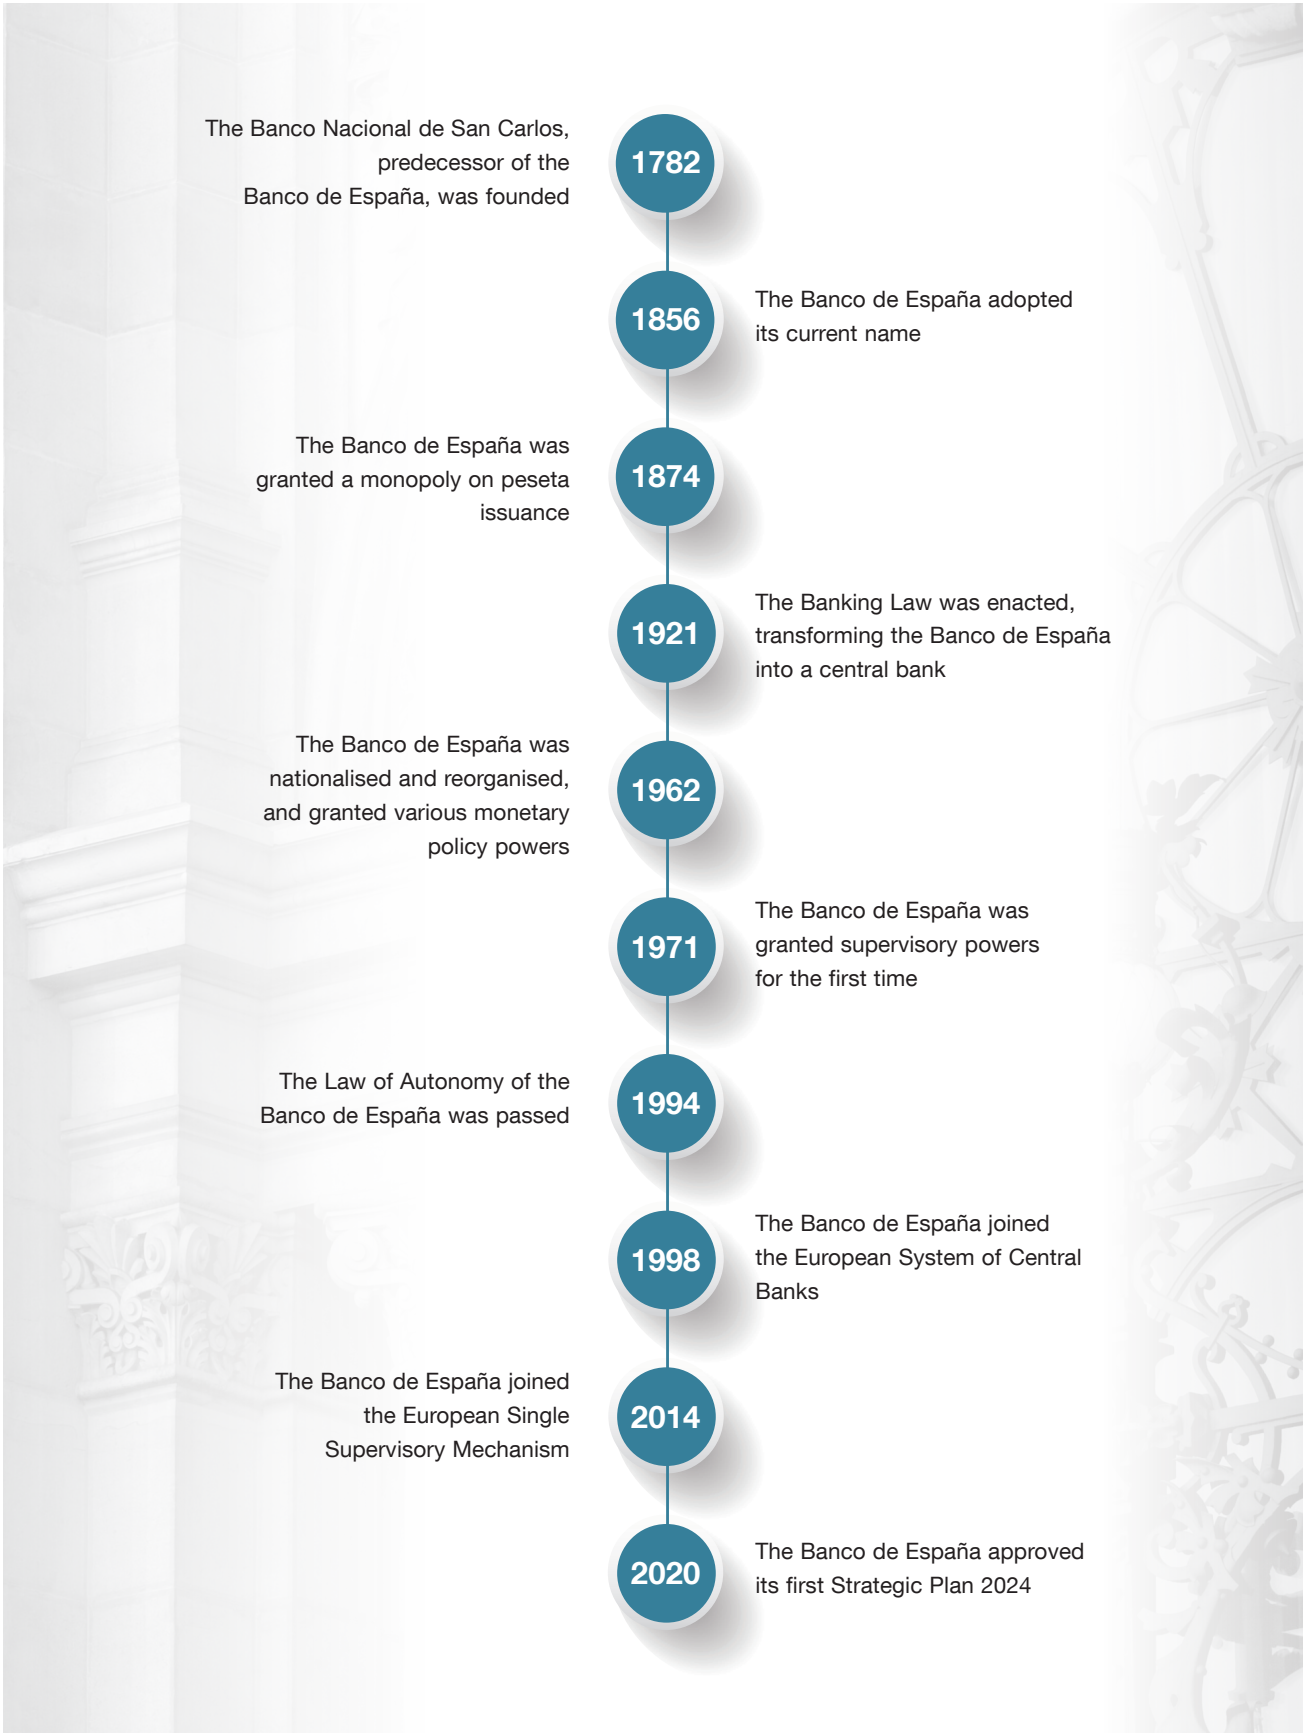 The Banco Nacional de San Carlos,
predecessor of the
Banco de España, was founded
1782
1856
The Banco de España adopted
its current name
The Banco de España was
granted a monopoly on peseta
issuance
1874
1921
The Banking Law was enacted,
transforming the Banco de España
into a central bank
The Banco de España was
nationalised and reorganised,
and granted various monetary
policy powers
1962
1971
The Banco de España was
granted supervisory powers
for the first time
The Law of Autonomy of the
Banco de España was passed
1994
1998
The Banco de España joined
the European System of Central
Banks
The Banco de España joined
the European Single
Supervisory Mechanism
2014
2020
The Banco de España approved
its first Strategic Plan 2024